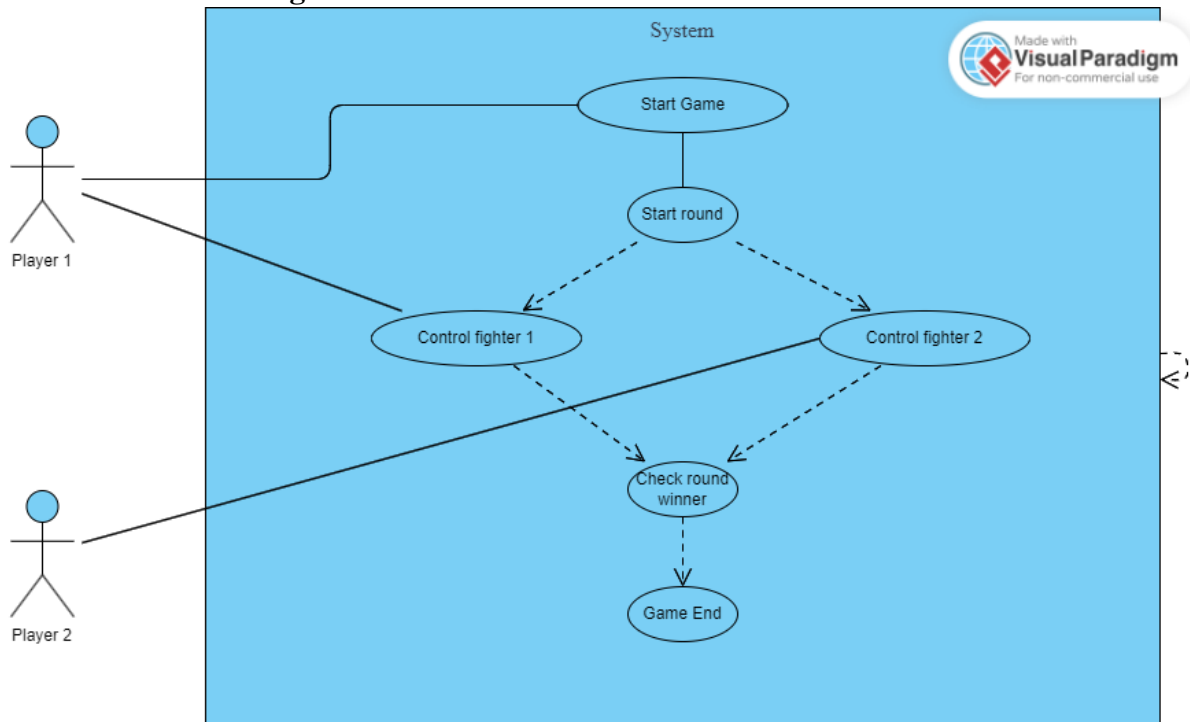 System
Made with
Visual Paradigm
For non-commercial use
Start Game
Start round
Player 1
Control fighter 1
Control fighter 2
Check round
winner
Game End
Player 2